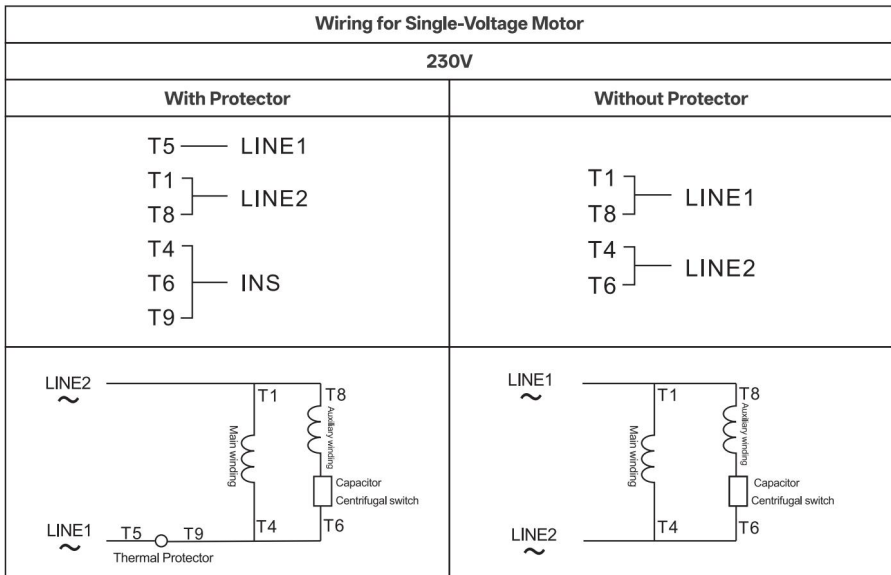 Wiring for Single-Voltage Motor
230V
With Protector
Without Protector
T5 LINE1
T1
T8
LINE2
T4
T6
T9
INS
T1
T8
LINE1
T4
T6
LINE2
LINE2
~
T1
T8
Main winding
Auxiliary winding
Capacitor
Centrifugal switch
LINE1
~
T5
T9
T4
T6
Thermal Protector
LINE1
~
T1
T8
Main winding
Auxiliary winding
Capacitor
Centrifugal switch
LINE2
~
T4
T6